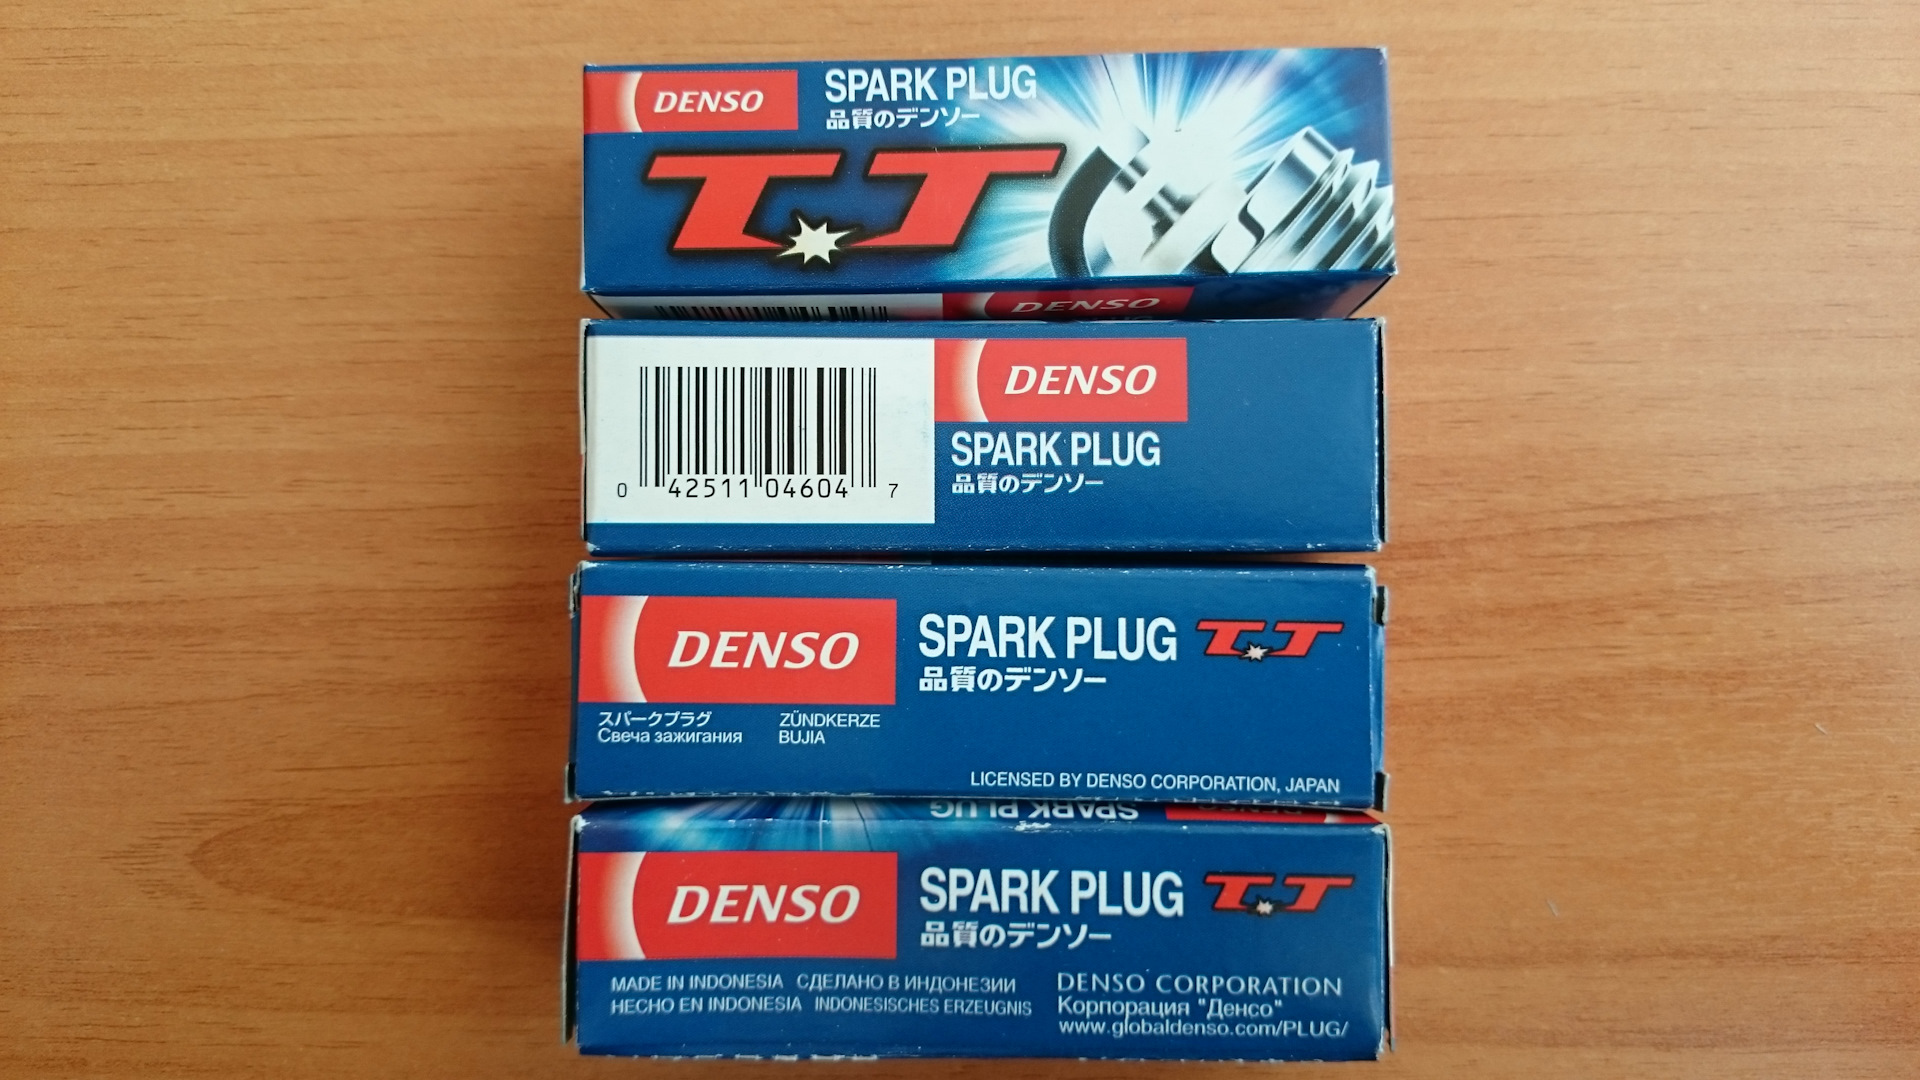 DENSO
SPARK PLUG
品質のデンソー
TT
DENSO
DENSO
SPARK PLUG
品質のデンソー
0 42511 04604 7
DENSO
SPARK PLUG TT
品質のデンソー
スパークプラグ ZÜNDKERZE
Свеча зажигания BUJIA
LICENSED BY DENSO CORPORATION, JAPAN
SPARK PLUG
DENSO
DENSO
SPARK PLUG TT
品質のデンソー
MADE IN INDONESIA СДЕЛАНО В ИНДОНЕЗИИ
HECHO EN INDONESIA INDONESISCHES ERZEUGNIS
DENSO CORPORATION
Корпорация "Денсо"
www.globaldenso.com/PLUG/